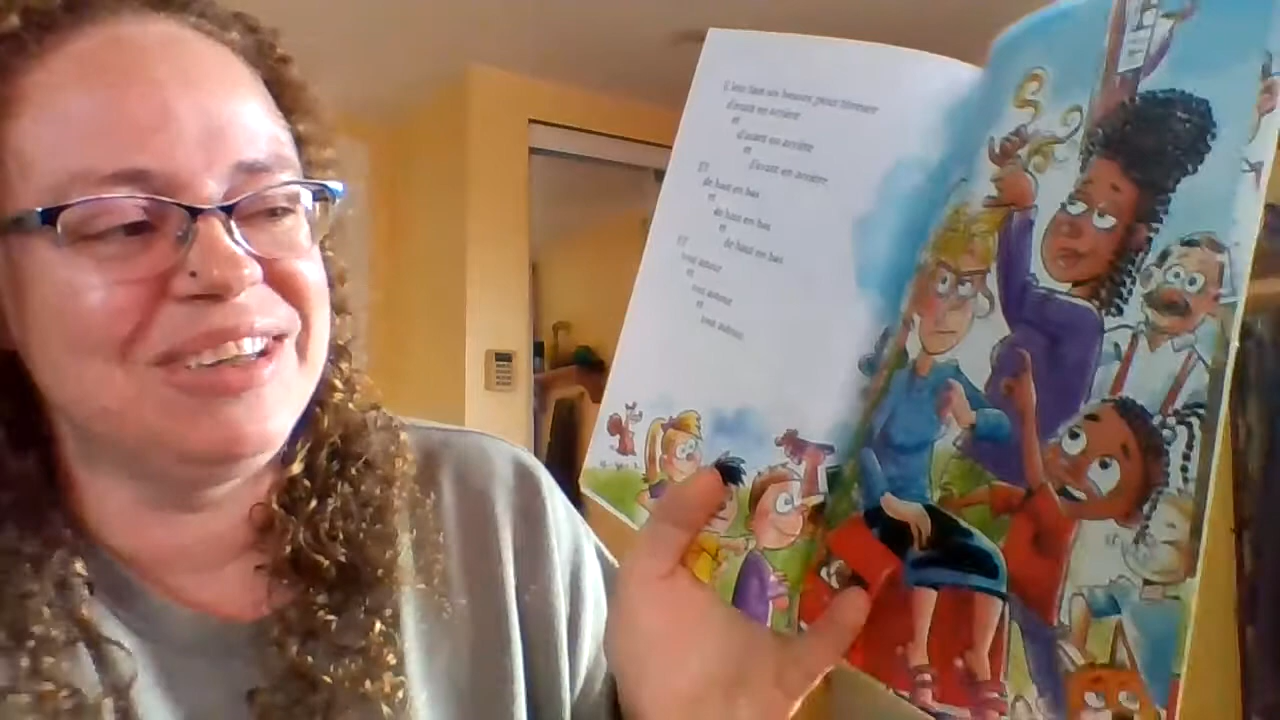 d'avant en arrière
et
d'avant en arrière
et
d'avant en arrière.
Et
de haut en bas
et
de haut en bas
et
de haut en bas.
Et
tout autour
et
tout autour
et
tout autour.